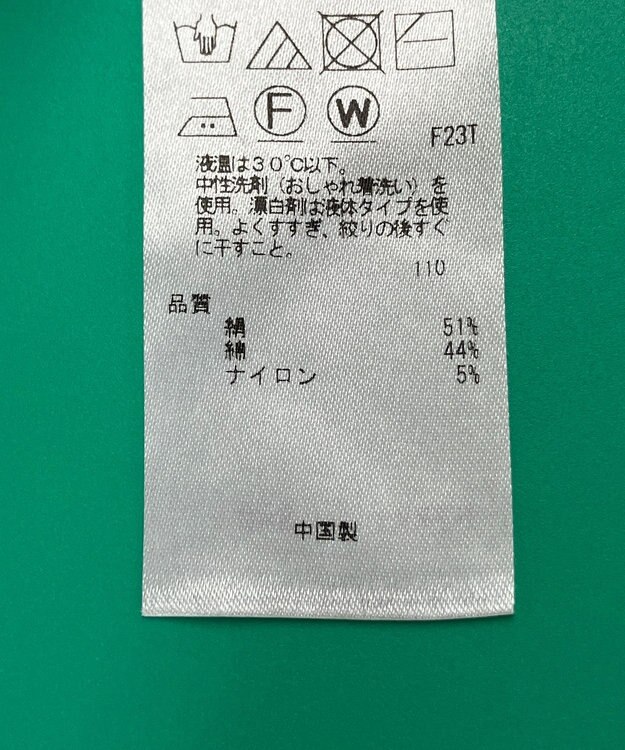 F W
F23T
液温は30℃以下。
中性洗剤（おしゃれ着洗い）を
使用。漂白剤は液体タイプを使
用。よくすすぎ、絞りの後すぐ
に干すこと。
110
品質
絹 51%
綿 44%
ナイロン 5%
中国製